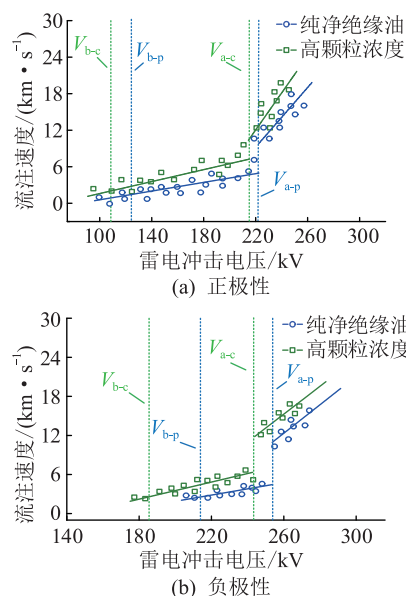 30
24
18
12
6
0
流注速度/(km·s⁻¹)
V_b-c
V_b-p
V_a-c
V_a-p
纯净绝缘油
高颗粒浓度
100
140
180
220
260
300
雷电冲击电压/kV
(a) 正极性
30
24
18
12
6
0
流注速度/(km·s⁻¹)
V_b-c
V_b-p
V_a-c
V_a-p
纯净绝缘油
高颗粒浓度
140
180
220
260
300
雷电冲击电压/kV
(b) 负极性